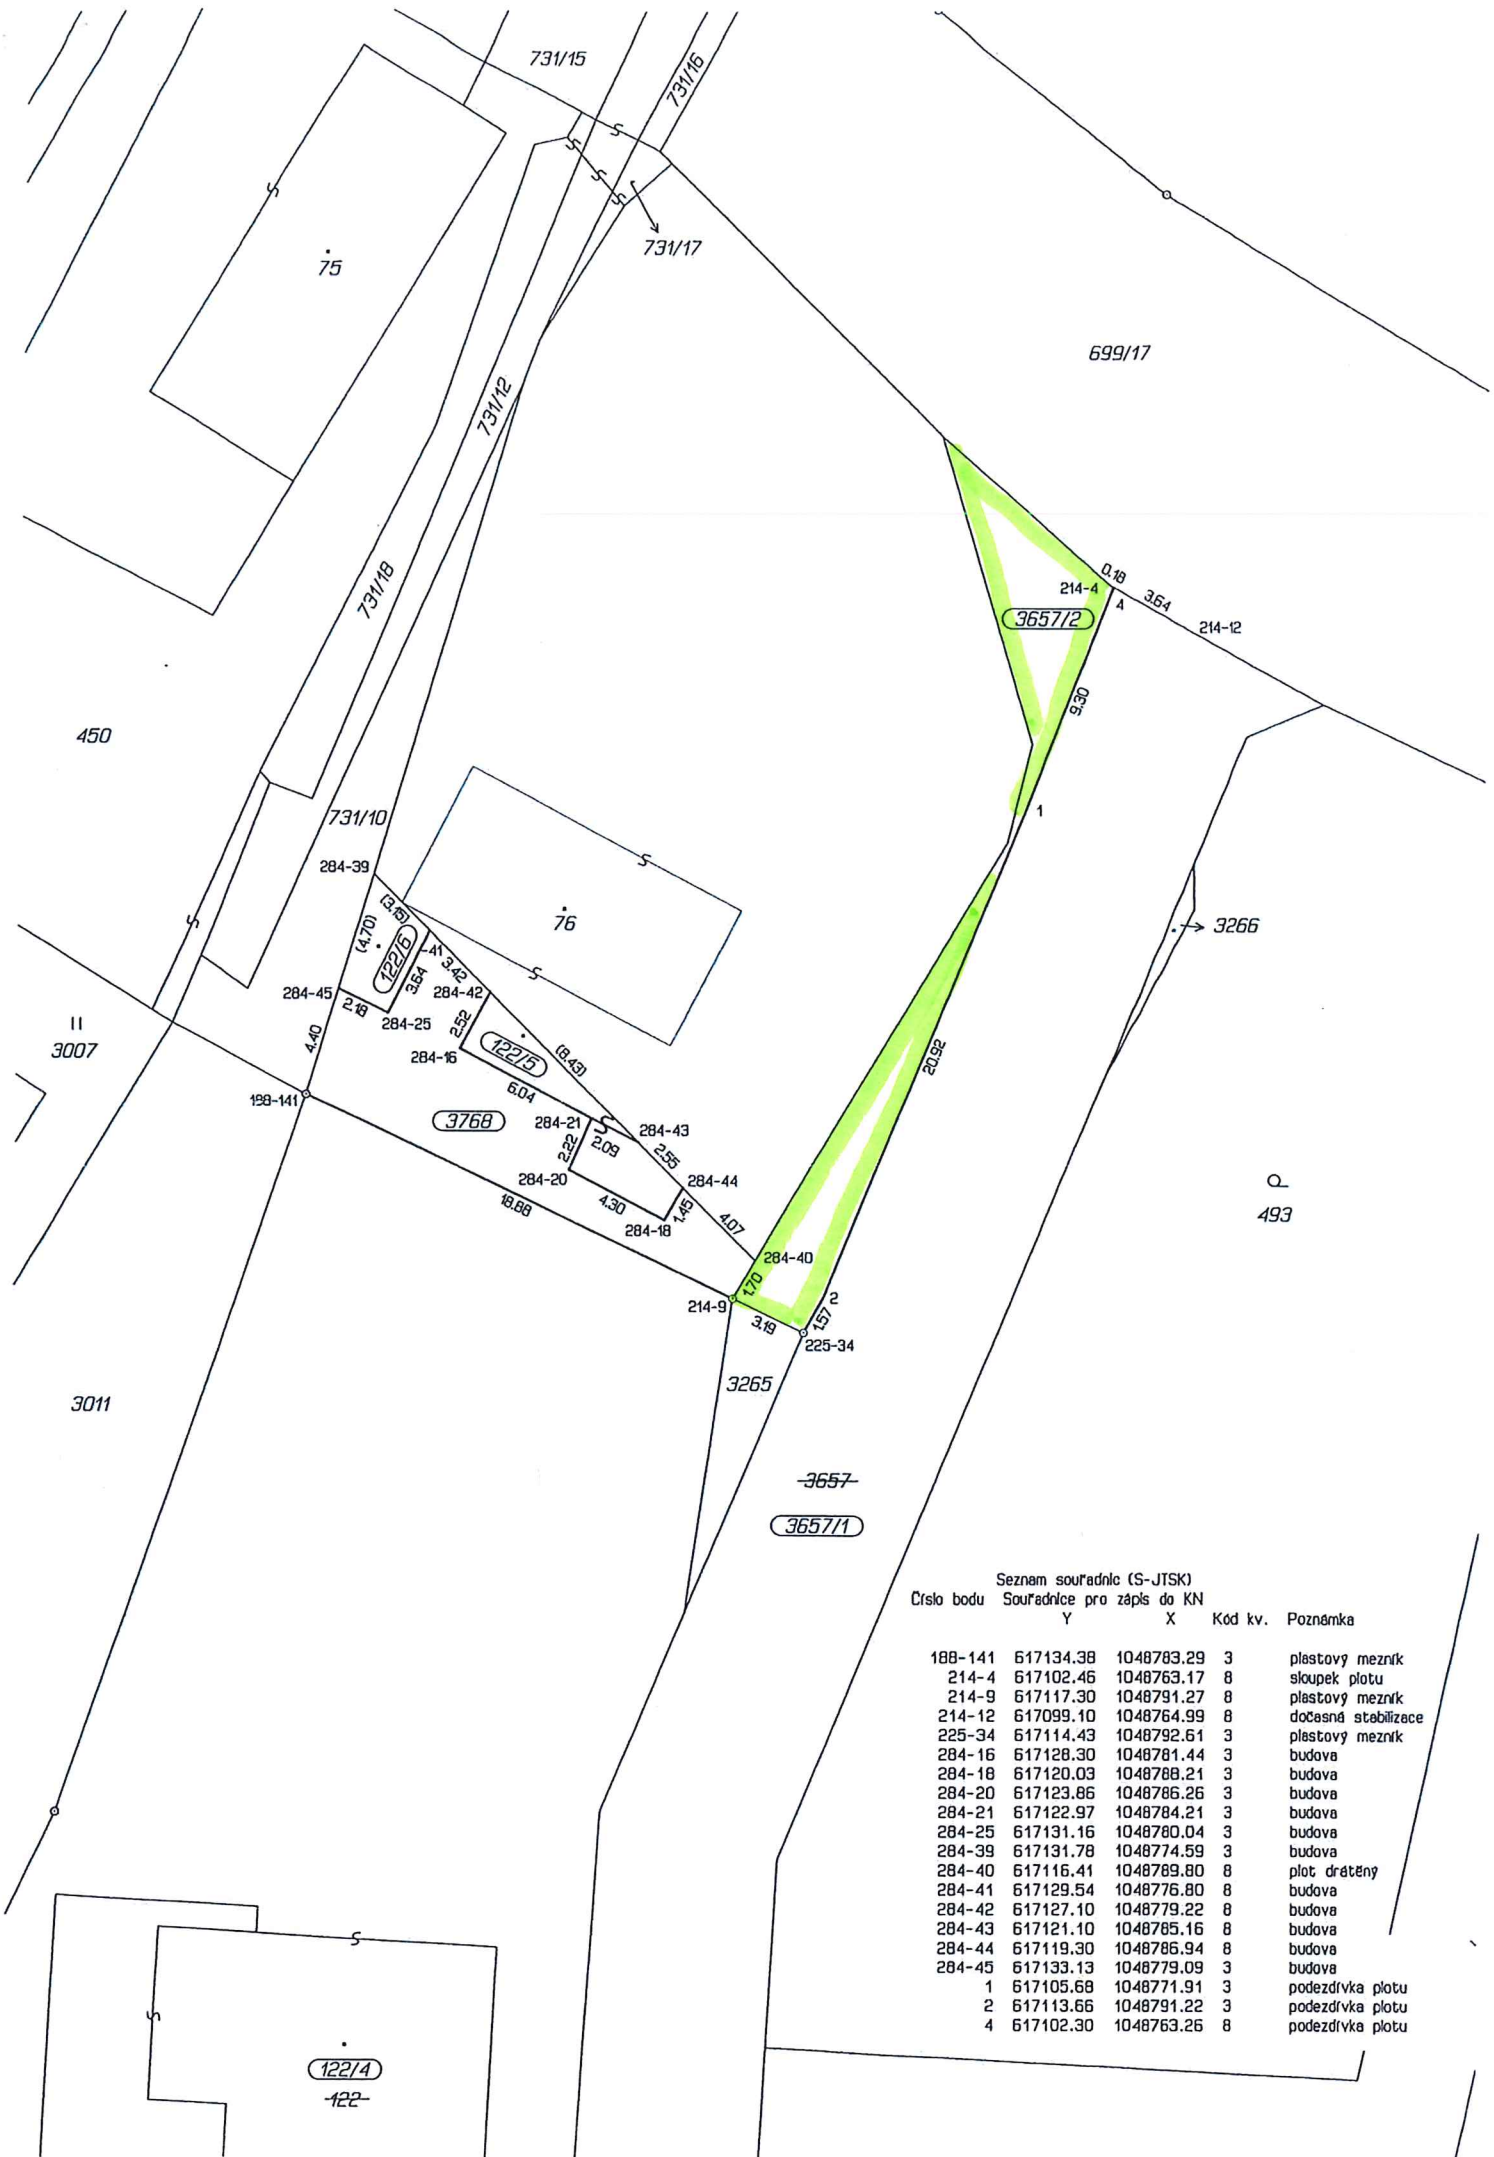 731/15
731/16
731/17
75
699/17
731/12
731/18
0.18
214-4
4
3.64
3657/2
214-12
9.30
450
1
731/10
284-39
(3.15)
76
3266
(4.70)
122/6
3.64
3.42
284-45
284-42
2.18
284-25
2.52
II
3007
4.40
284-16
122/5
(8.43)
20.92
6.04
188-141
3768
284-21
2.09
284-43
2.22
2.55
284-20
284-44
4.30
1.45
18.88
284-18
4.07
493
284-40
1.70
2
214-9
3.19
1.57
225-34
3265
3011
3657
3657/1
Seznam souřadnic (S-JTSK)
Číslo bodu Souřadnice pro zápis do KN
Y X Kód kv. Poznámka
188-141 617134.38 1048783.29 3 plastový mezník
214-4 617102.46 1048763.17 8 sloupek plotu
214-9 617117.30 1048791.27 8 plastový mezník
214-12 617099.10 1048764.99 8 dočasná stabilizace
225-34 617114.43 1048792.61 3 plastový mezník
284-16 617128.30 1048781.44 3 budova
284-18 617120.03 1048788.21 3 budova
284-20 617123.86 1048786.26 3 budova
284-21 617122.97 1048784.21 3 budova
284-25 617131.16 1048780.04 3 budova
284-39 617131.78 1048774.59 3 budova
284-40 617116.41 1048789.80 8 plot drátěný
284-41 617129.54 1048776.80 8 budova
284-42 617127.10 1048779.22 8 budova
284-43 617121.10 1048785.16 8 budova
284-44 617119.30 1048786.94 8 budova
284-45 617133.13 1048779.09 3 budova
1 617105.68 1048771.91 3 podezdívka plotu
2 617113.66 1048791.22 3 podezdívka plotu
4 617102.30 1048763.26 8 podezdívka plotu
122/4
122